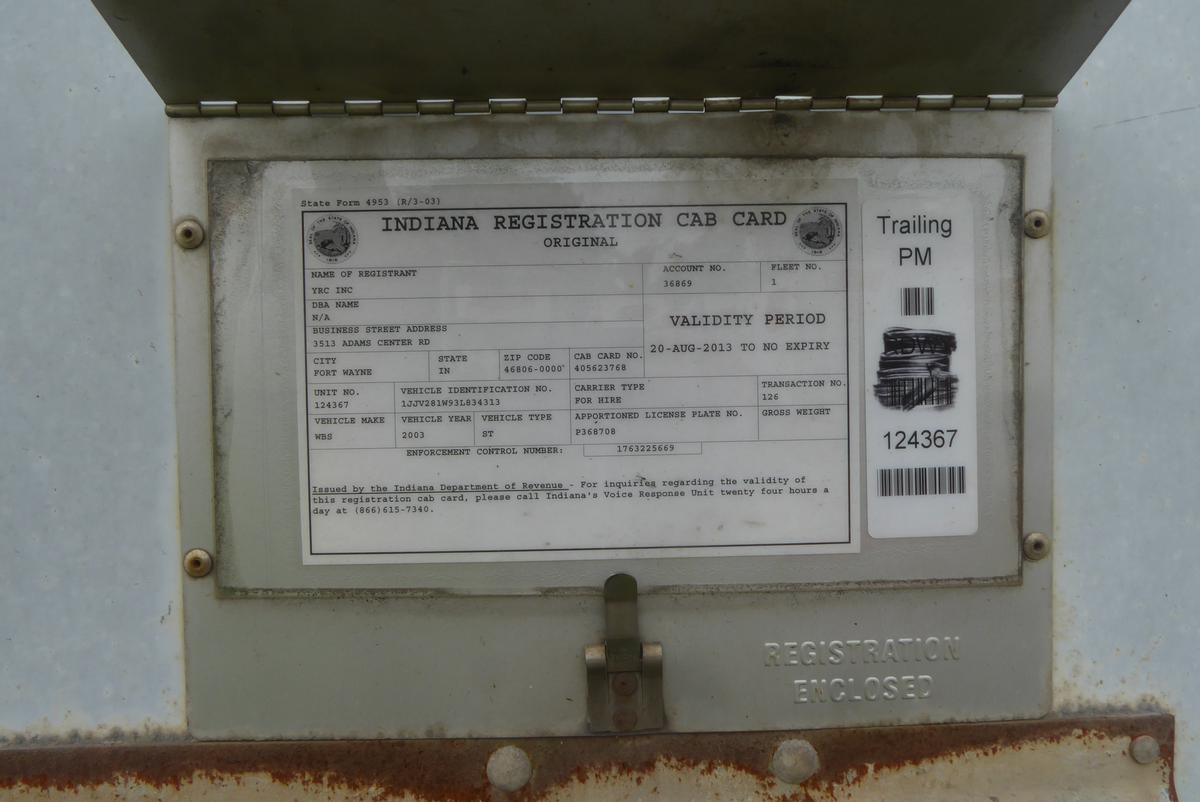 State Form 4953 (R/3-03)
INDIANA REGISTRATION CAB CARD
ORIGINAL
NAME OF REGISTRANT
YRC INC
ACCOUNT NO.
36869
FLEET NO.
1
DBA NAME
N/A
BUSINESS STREET ADDRESS
3513 ADAMS CENTER RD
VALIDITY PERIOD
20-AUG-2013 TO NO EXPIRY
CITY
FORT WAYNE
STATE
IN
ZIP CODE
46806-0000
CAB CARD NO.
405623768
UNIT NO.
124367
VEHICLE IDENTIFICATION NO.
1JJV281W93L834313
CARRIER TYPE
FOR HIRE
TRANSACTION NO.
126
VEHICLE MAKE
WBS
VEHICLE YEAR
2003
VEHICLE TYPE
ST
APPORTIONED LICENSE PLATE NO.
P368708
GROSS WEIGHT
ENFORCEMENT CONTROL NUMBER: 1763225669
Issued by the Indiana Department of Revenue - For inquiries regarding the validity of
this registration cab card, please call Indiana's Voice Response Unit twenty four hours a
day at (866)615-7340.
Trailing
PM
124367
REGISTRATION
ENCLOSED